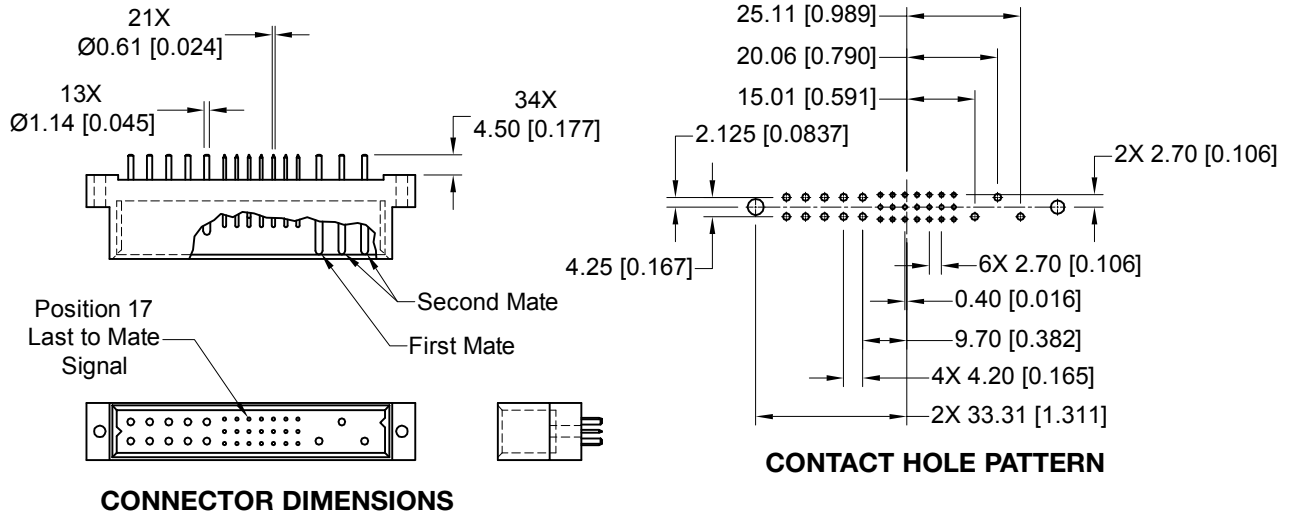 21X
Ø0.61 [0.024]
13X
Ø1.14 [0.045]
34X
4.50 [0.177]
Second Mate
First Mate
Position 17
Last to Mate
Signal
CONNECTOR DIMENSIONS
25.11 [0.989]
20.06 [0.790]
15.01 [0.591]
2.125 [0.0837]
2X 2.70 [0.106]
4.25 [0.167]
6X 2.70 [0.106]
0.40 [0.016]
9.70 [0.382]
4X 4.20 [0.165]
2X 33.31 [1.311]
CONTACT HOLE PATTERN